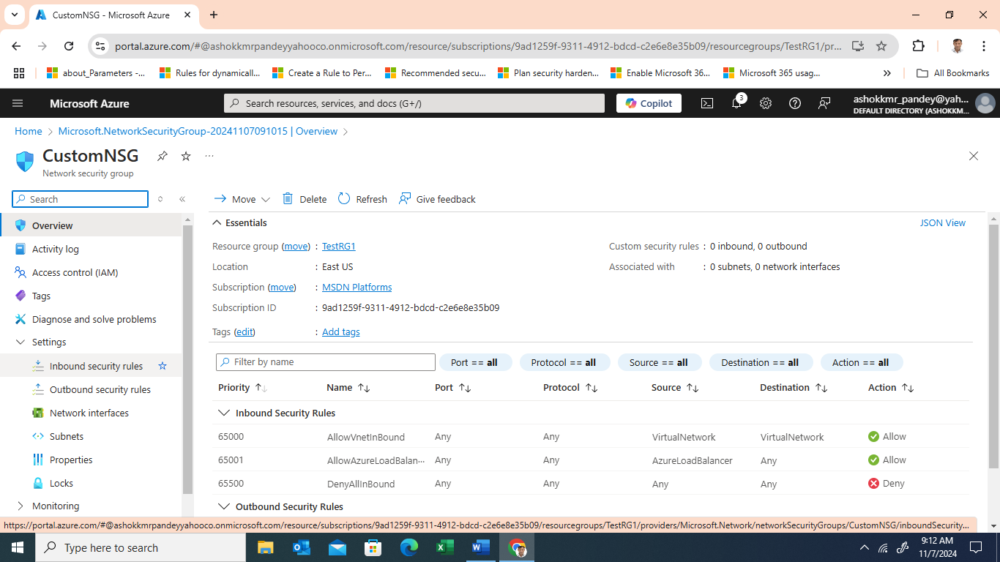 CustomNSG - Microsoft Azure
portal.azure.com/#@ashokkmrpandeyyahooco.onmicrosoft.com/resource/subscriptions/9ad1259f-9311-4912-bdcd-c2e6e8e35b09/resourcegroups/TestRG1/pr...
about_Parameters -... Rules for dynamicall... Create a Rule to Per... Recommended secu... Plan security harden... Enable Microsoft 36... Microsoft 365 usag... » All Bookmarks
Microsoft Azure Search resources, services, and docs (G+/) Copilot 3 ashokkmr_pandey@yah...
DEFAULT DIRECTORY (ASHOKKM...
Home > Microsoft.NetworkSecurityGroup-20241107091015 | Overview >
CustomNSG ...
Network security group
Search « Move Delete Refresh Give feedback
Overview
Activity log
Access control (IAM)
Tags
Diagnose and solve problems
Settings
Inbound security rules
Outbound security rules
Network interfaces
Subnets
Properties
Locks
Monitoring
Essentials JSON View
Resource group (move) : TestRG1
Location : East US
Subscription (move) : MSDN Platforms
Subscription ID : 9ad1259f-9311-4912-bdcd-c2e6e8e35b09
Tags (edit) : Add tags
Custom security rules : 0 inbound, 0 outbound
Associated with : 0 subnets, 0 network interfaces
Filter by name Port == all Protocol == all Source == all Destination == all Action == all
Priority Name Port Protocol Source Destination Action
Inbound Security Rules
65000 AllowVnetInBound Any Any VirtualNetwork VirtualNetwork Allow
65001 AllowAzureLoadBalan... Any Any AzureLoadBalancer Any Allow
65500 DenyAllInBound Any Any Any Any Deny
Outbound Security Rules
https://portal.azure.com/#@ashokkmrpandeyyahooco.onmicrosoft.com/resource/subscriptions/9ad1259f-9311-4912-bdcd-c2e6e8e35b09/resourcegroups/TestRG1/providers/Microsoft.Network/networkSecurityGroups/CustomNSG/inboundSecurity...
Type here to search
9:12 AM
11/7/2024